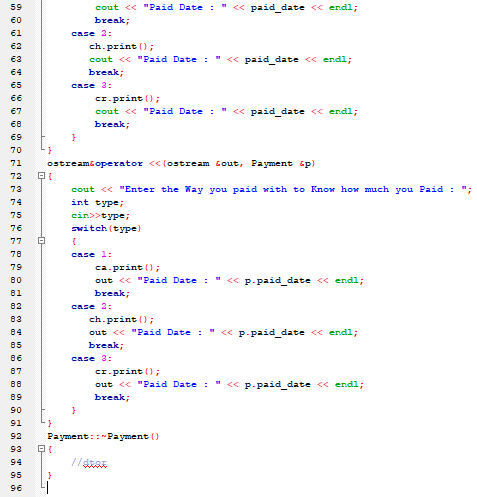 59 cout << "Paid Date : " << paid_date << endl;
60 break;
61 case 2:
62 ch.print();
63 cout << "Paid Date : " << paid_date << endl;
64 break;
65 case 3:
66 cr.print();
67 cout << "Paid Date : " << paid_date << endl;
68 break;
69 }
70 }
71 ostream&operator <<(ostream &out, Payment &p)
72 {
73 cout << "Enter the Way you paid with to Know how much you Paid : ";
74 int type;
75 cin>>type;
76 switch(type)
77 {
78 case 1:
79 ca.print();
80 out << "Paid Date : " << p.paid_date << endl;
81 break;
82 case 2:
83 ch.print();
84 out << "Paid Date : " << p.paid_date << endl;
85 break;
86 case 3:
87 cr.print();
88 out << "Paid Date : " << p.paid_date << endl;
89 break;
90 }
91 }
92 Payment::~Payment()
93 {
94 //dtor
95 }
96